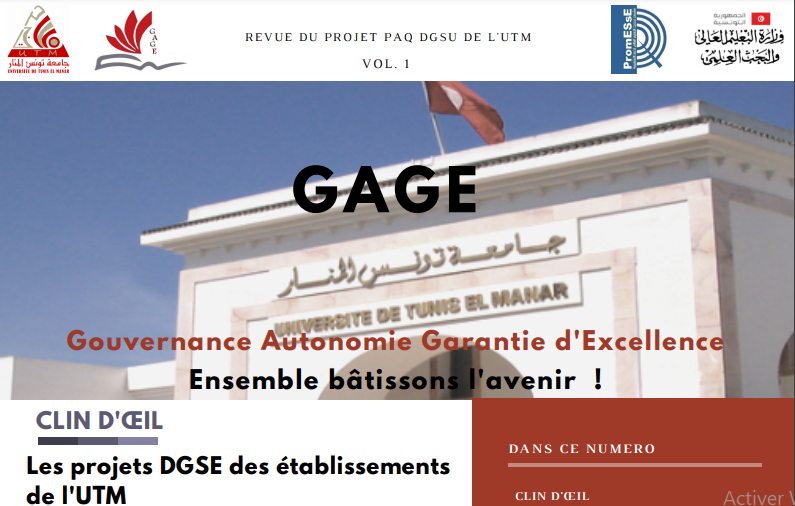 UTM
جامعة تونس المنار
UNIVERSITÉ DE TUNIS EL MANAR
GAGE
REVUE DU PROJET PAQ DGSU DE L'UTM
VOL. 1
PromESsE
الجمهورية
التونسية
وزارة التعليم العالي
والبحث العلمي
GAGE
جامعة تونس المنار
UNIVERSITE DE TUNIS EL MANAR
Gouvernance Autonomie Garantie d'Excellence
Ensemble bâtissons l'avenir !
CLIN D'ŒIL
Les projets DGSE des établissements
de l'UTM
DANS CE NUMERO
CLIN D'ŒIL
Activer